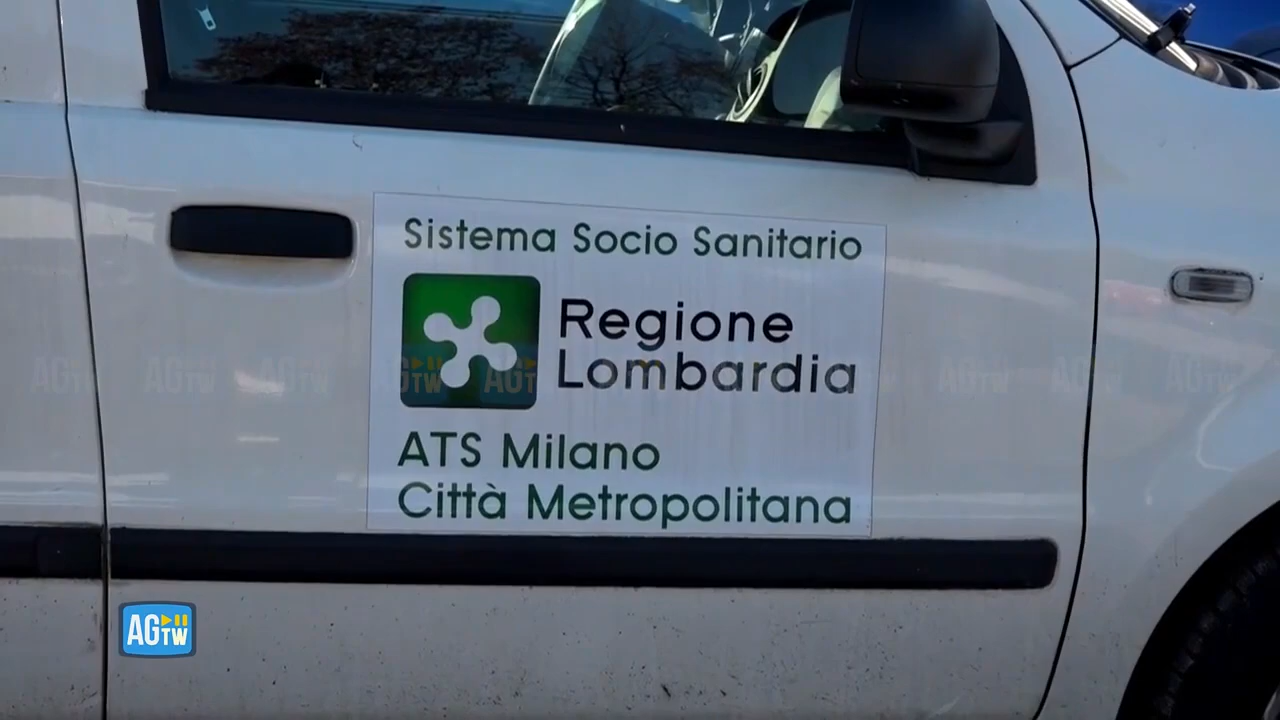 Sistema Socio Sanitario
Regione
Lombardia
ATS Milano
Città Metropolitana
AGTW